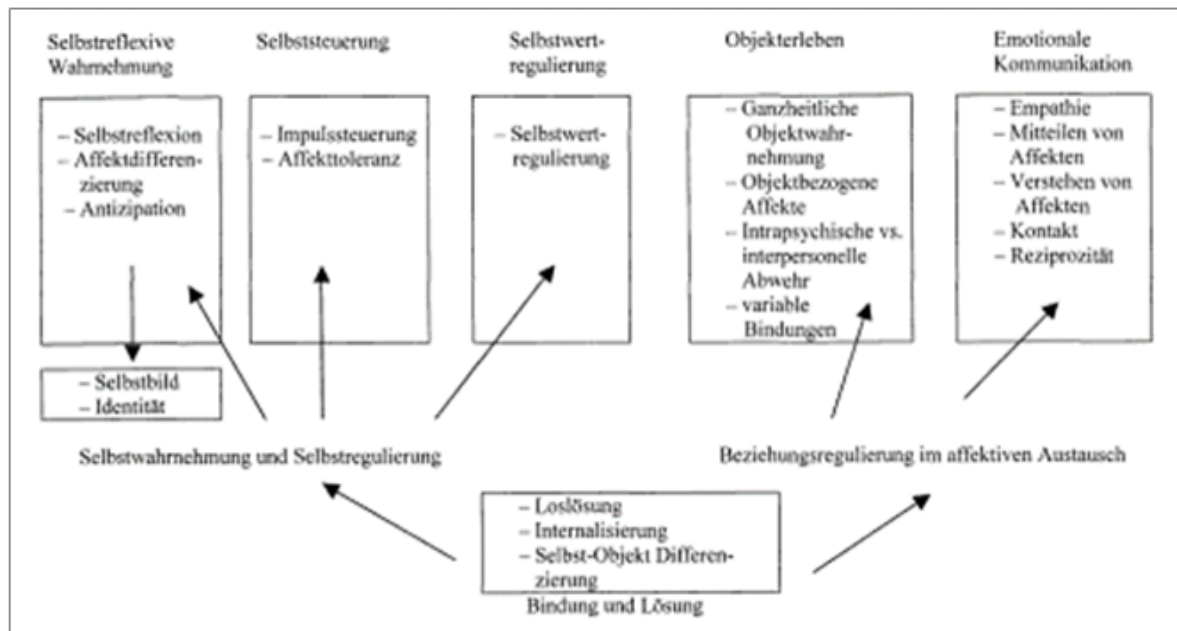 Selbstreflexive
Wahrnehmung
Selbststeuerung
Selbstwert-
regulierung
Objekterleben
Emotionale
Kommunikation
– Selbstreflexion
– Affektdifferen-
zierung
– Antizipation
– Impulssteuerung
– Affekttoleranz
– Selbstwert-
regulierung
– Ganzheitliche
Objektwahr-
nehmung
– Objektbezogene
Affekte
– Intrapsychische vs.
interpersonelle
Abwehr
– variable
Bindungen
– Empathie
– Mitteilen von
Affekten
– Verstehen von
Affekten
– Kontakt
– Reziprozität
– Selbstbild
– Identität
Selbstwahrnehmung und Selbstregulierung
Beziehungsregulierung im affektiven Austausch
– Loslösung
– Internalisierung
– Selbst-Objekt Differen-
zierung
Bindung und Lösung